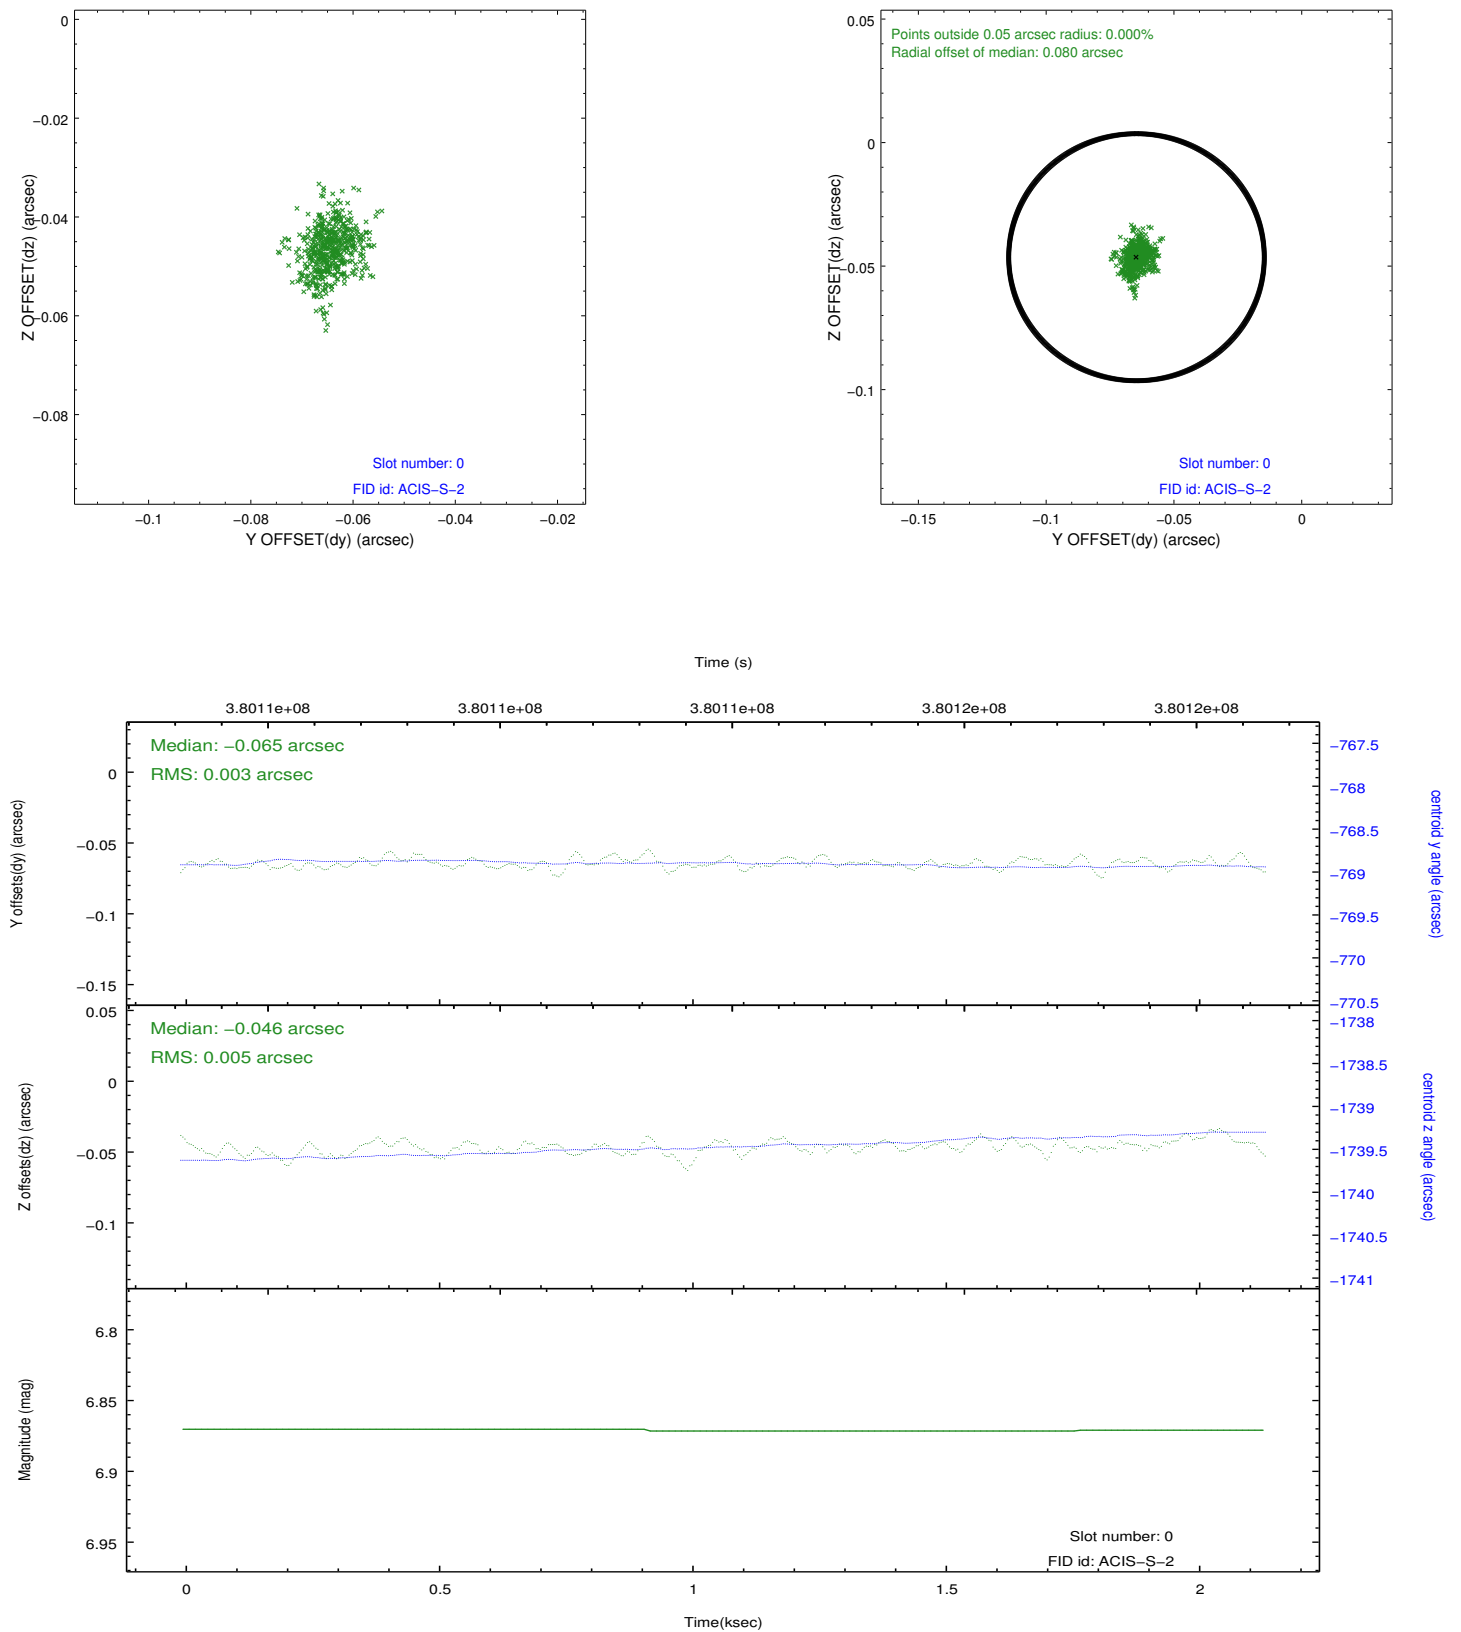 0
−0.02
−0.04
−0.06
−0.08
Z OFFSET(dz) (arcsec)
Slot number: 0
FID id: ACIS−S−2
−0.1
−0.08
−0.06
−0.04
−0.02
Y OFFSET(dy) (arcsec)
Points outside 0.05 arcsec radius: 0.000%
Radial offset of median: 0.080 arcsec
0.05
0
−0.05
−0.1
Z OFFSET(dz) (arcsec)
Slot number: 0
FID id: ACIS−S−2
−0.15
−0.1
−0.05
0
Y OFFSET(dy) (arcsec)
Time (s)
3.8011e+08
3.8011e+08
3.8011e+08
3.8012e+08
3.8012e+08
Median: −0.065 arcsec
RMS: 0.003 arcsec
0
−0.05
−0.1
−0.15
Y offsets(dy) (arcsec)
−767.5
−768
−768.5
−769
−769.5
−770
−770.5
centroid y angle (arcsec)
Median: −0.046 arcsec
RMS: 0.005 arcsec
0.05
0
−0.05
−0.1
Z offsets(dz) (arcsec)
−1738
−1738.5
−1739
−1739.5
−1740
−1740.5
−1741
centroid z angle (arcsec)
6.8
6.85
6.9
6.95
Magnitude (mag)
Slot number: 0
FID id: ACIS−S−2
0
0.5
1
1.5
2
Time(ksec)